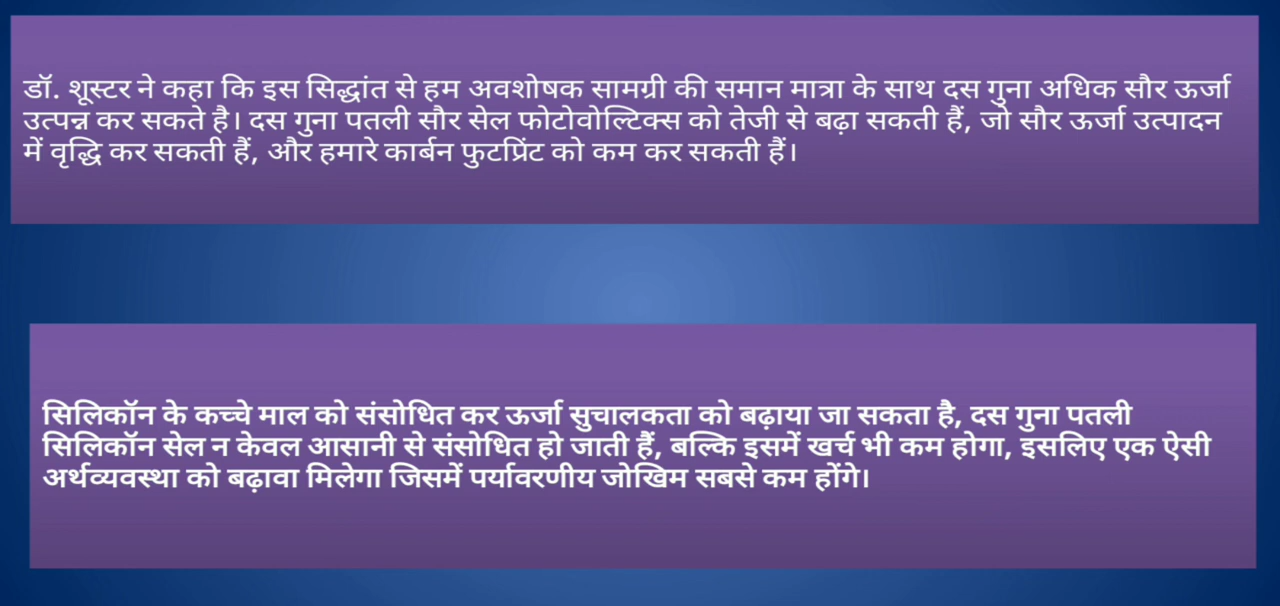 डॉ. शूस्टर ने कहा कि इस सिद्धांत से हम अवशोषक सामग्री की समान मात्रा के साथ दस गुना अधिक सौर ऊर्जा
उत्पन्न कर सकते है। दस गुना पतली सौर सेल फोटोवोल्टिक्स को तेजी से बढ़ा सकती हैं, जो सौर ऊर्जा उत्पादन
में वृद्धि कर सकती हैं, और हमारे कार्बन फुटप्रिंट को कम कर सकती हैं।
सिलिकॉन के कच्चे माल को संसोधित कर ऊर्जा सुचालकता को बढ़ाया जा सकता है, दस गुना पतली
सिलिकॉन सेल न केवल आसानी से संसोधित हो जाती हैं, बल्कि इसमें खर्च भी कम होगा, इसलिए एक ऐसी
अर्थव्यवस्था को बढ़ावा मिलेगा जिसमें पर्यावरणीय जोखिम सबसे कम होंगे।